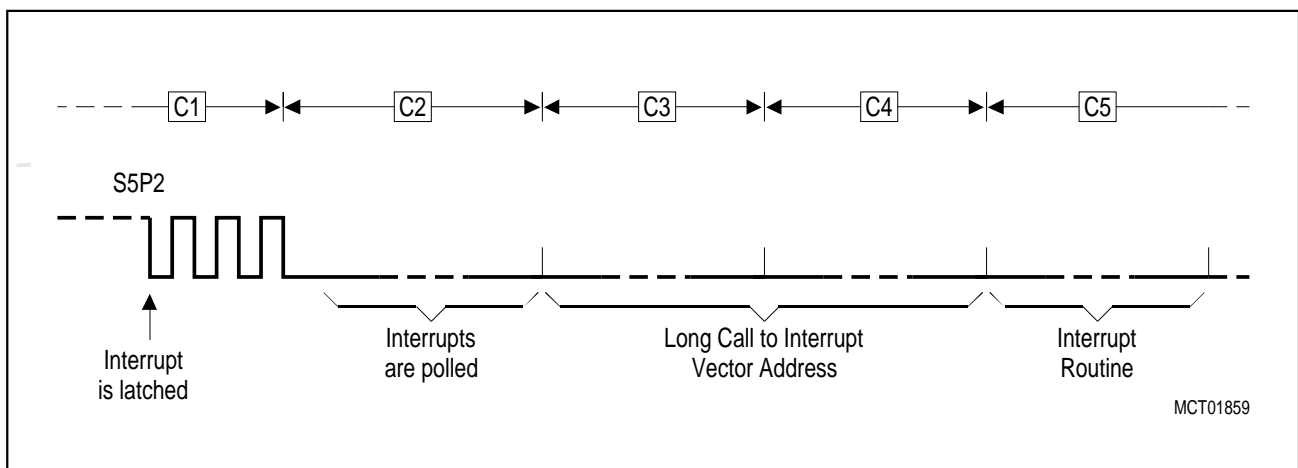 C1
C2
C3
C4
C5
S5P2
Interrupt
is latched
Interrupts
are polled
Long Call to Interrupt
Vector Address
Interrupt
Routine
MCT01859